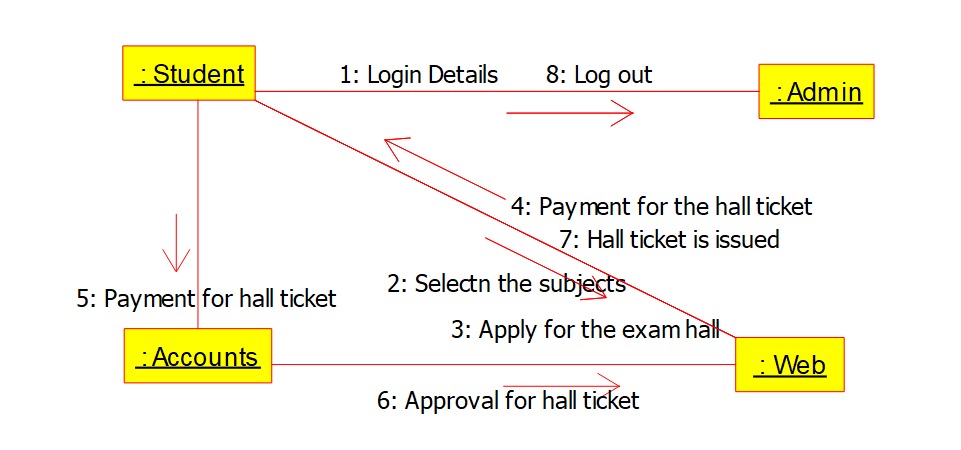 : Student
1: Login Details
8: Log out
: Admin
4: Payment for the hall ticket
7: Hall ticket is issued
2: Selectn the subjects
5: Payment for hall ticket
3: Apply for the exam hall
: Accounts
: Web
6: Approval for hall ticket